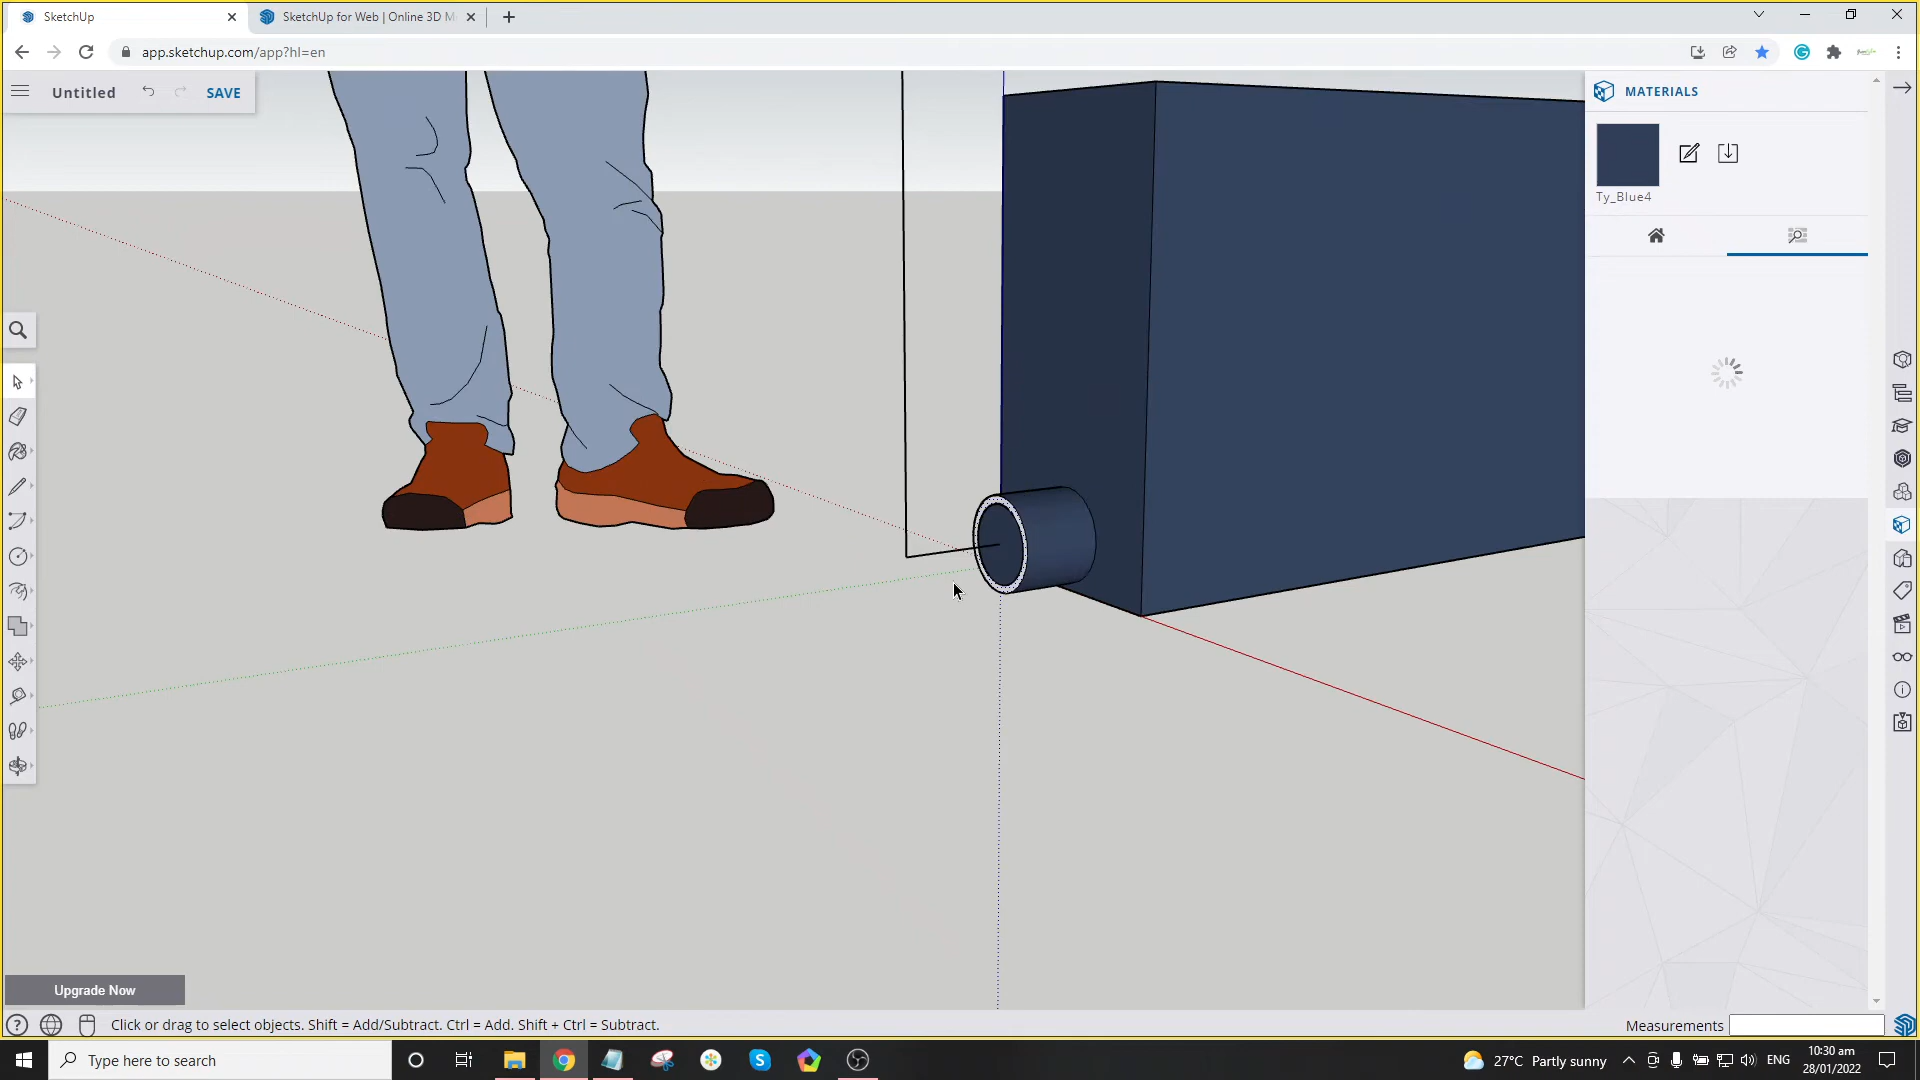 SketchUp
SketchUp for Web | Online 3D M
app.sketchup.com/app?hl=en
Untitled
SAVE
MATERIALS
Ty_Blue4
Upgrade Now
Click or drag to select objects. Shift = Add/Subtract. Ctrl = Add. Shift + Ctrl = Subtract.
Measurements
Type here to search
27°C Partly sunny
ENG
10:30 am
28/01/2022